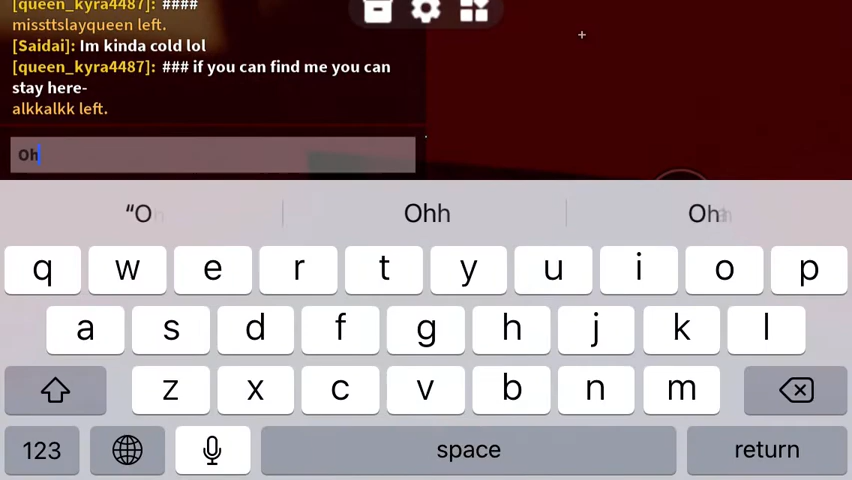 [queen_kyra4487]: ####
missttslayqueen left.
[Saidai]: Im kinda cold lol
[queen_kyra4487]: ### if you can find me you can
stay here-
alkkalkk left.
Oh
“O Ohh Oh
q w e r t y u i o p
a s d f g h j k l
z x c v b n m
123 space return